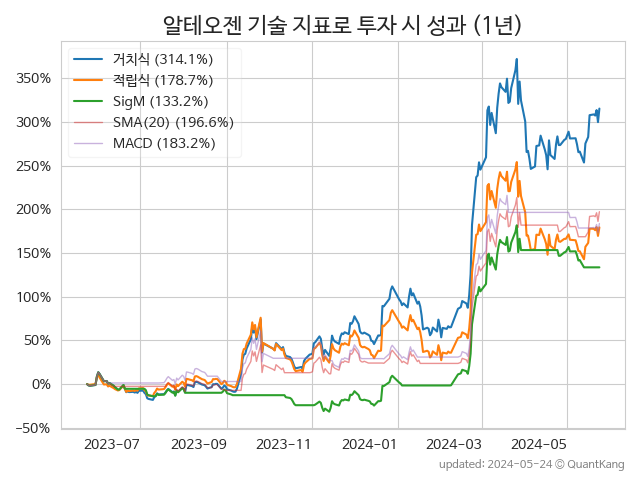 알테오젠 기술 지표로 투자 시 성과 (1년)
거치식 (314.1%)
적립식 (178.7%)
SigM (133.2%)
SMA(20) (196.6%)
MACD (183.2%)
350%
300%
250%
200%
150%
100%
50%
0%
−50%
2023−07 2023−09 2023−11 2024−01 2024−03 2024−05
updated: 2024-05-24 © QuantKang